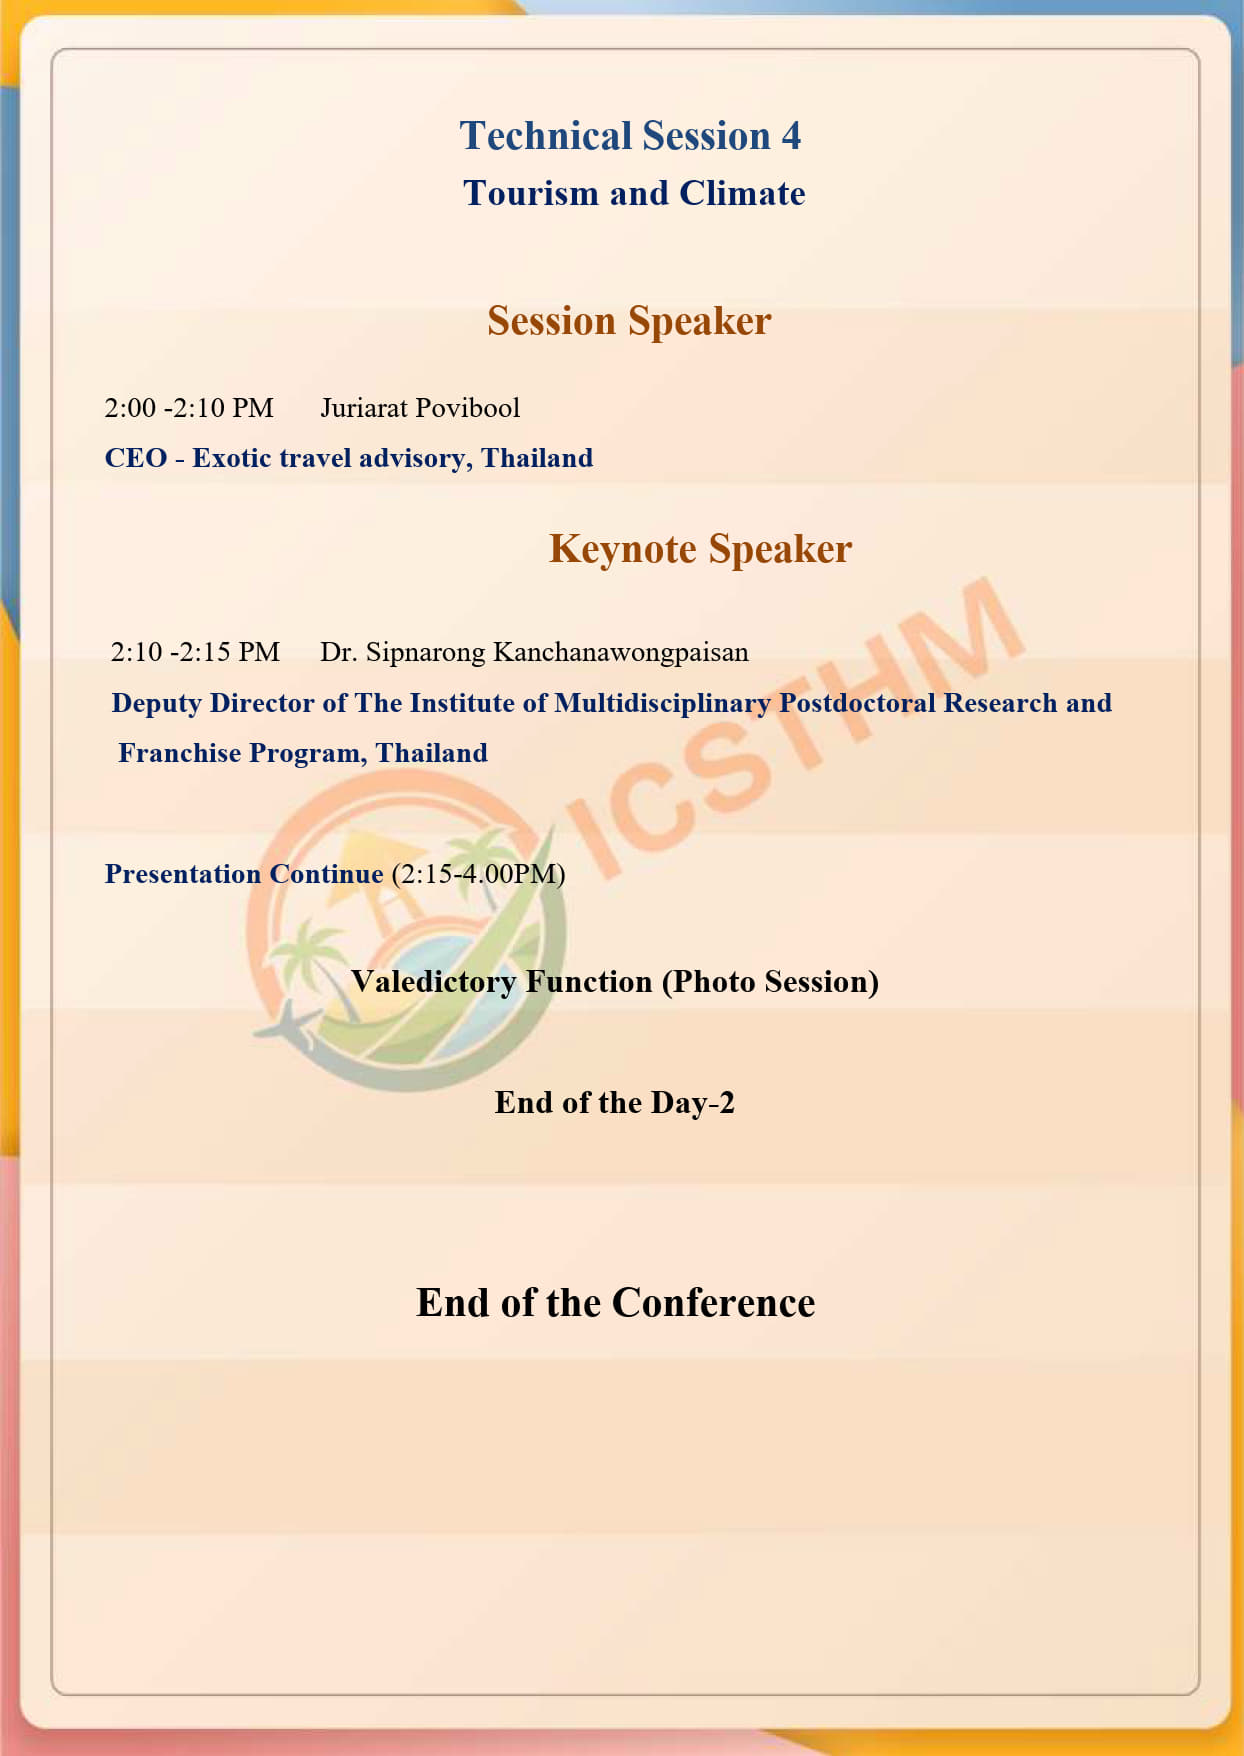 Technical Session 4
Tourism and Climate
Session Speaker
2:00 -2:10 PM Juriarat Povibool
CEO - Exotic travel advisory, Thailand
Keynote Speaker
2:10 -2:15 PM Dr. Sipnarong Kanchanawongpaisan
Deputy Director of The Institute of Multidisciplinary Postdoctoral Research and
Franchise Program, Thailand
ICSTHM
Presentation Continue (2:15-4.00PM)
Valedictory Function (Photo Session)
End of the Day-2
End of the Conference